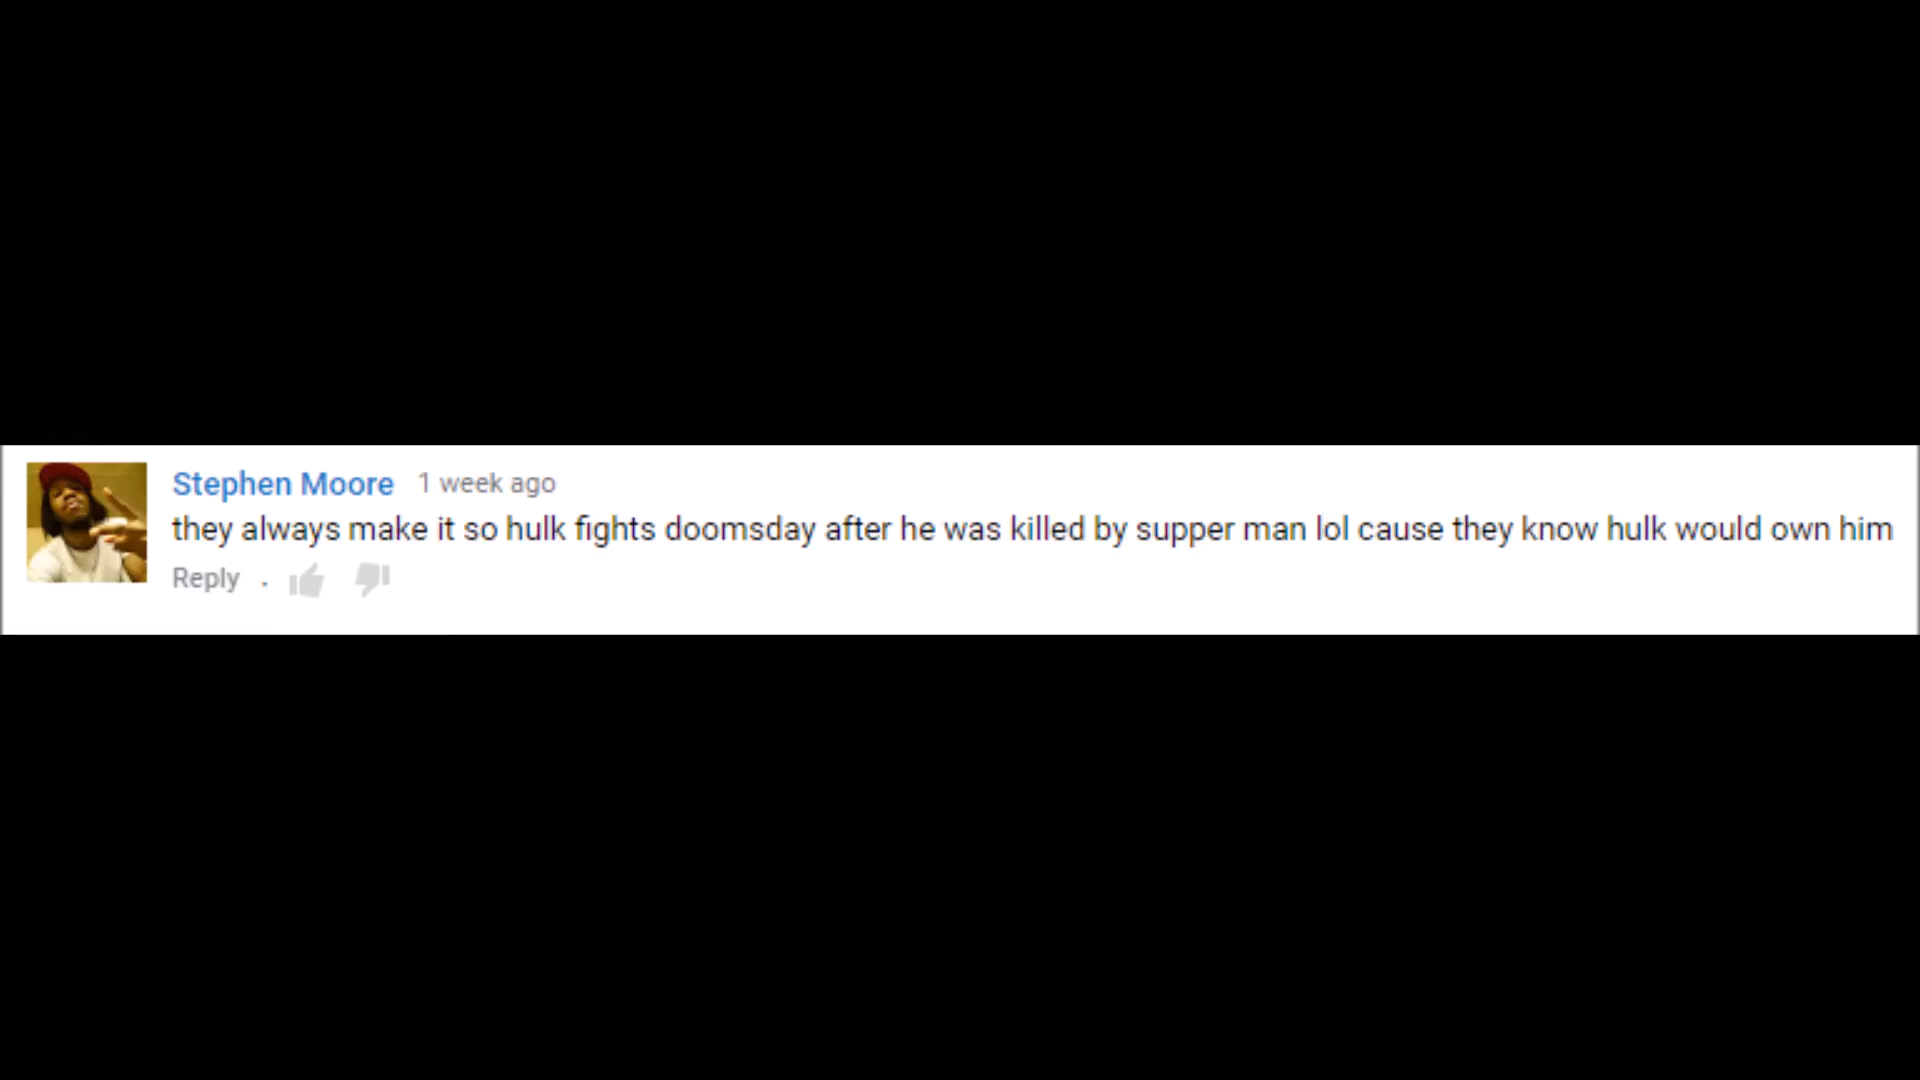 Stephen Moore 1 week ago
they always make it so hulk fights doomsday after he was killed by supper man lol cause they know hulk would own him
Reply .